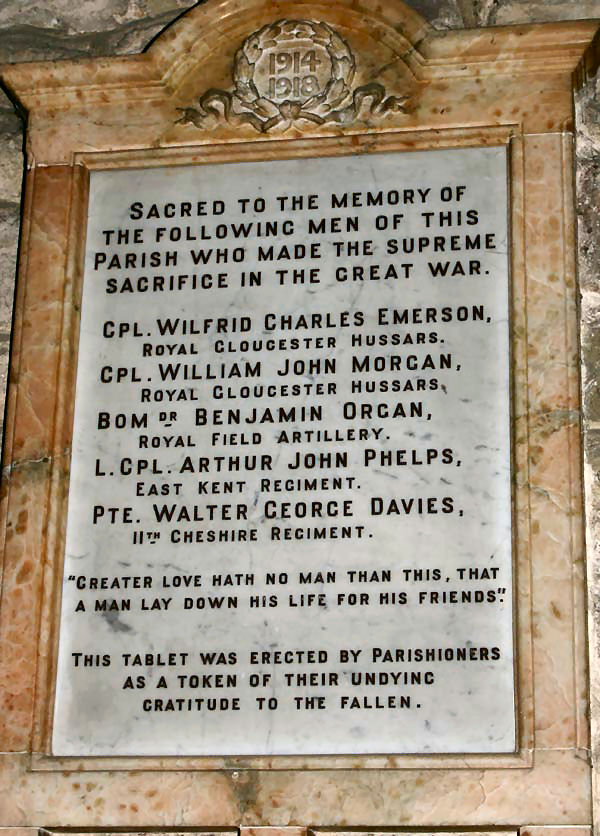 1914
1918
SACRED TO THE MEMORY OF
THE FOLLOWING MEN OF THIS
PARISH WHO MADE THE SUPREME
SACRIFICE IN THE GREAT WAR.
CPL. WILFRID CHARLES EMERSON,
ROYAL GLOUCESTER HUSSARS.
CPL. WILLIAM JOHN MORGAN,
ROYAL GLOUCESTER HUSSARS.
BOMDR BENJAMIN ORGAN,
ROYAL FIELD ARTILLERY.
L.CPL. ARTHUR JOHN PHELPS,
EAST KENT REGIMENT.
PTE. WALTER GEORGE DAVIES,
11TH CHESHIRE REGIMENT.
"GREATER LOVE HATH NO MAN THAN THIS, THAT
A MAN LAY DOWN HIS LIFE FOR HIS FRIENDS."
THIS TABLET WAS ERECTED BY PARISHIONERS
AS A TOKEN OF THEIR UNDYING
GRATITUDE TO THE FALLEN.